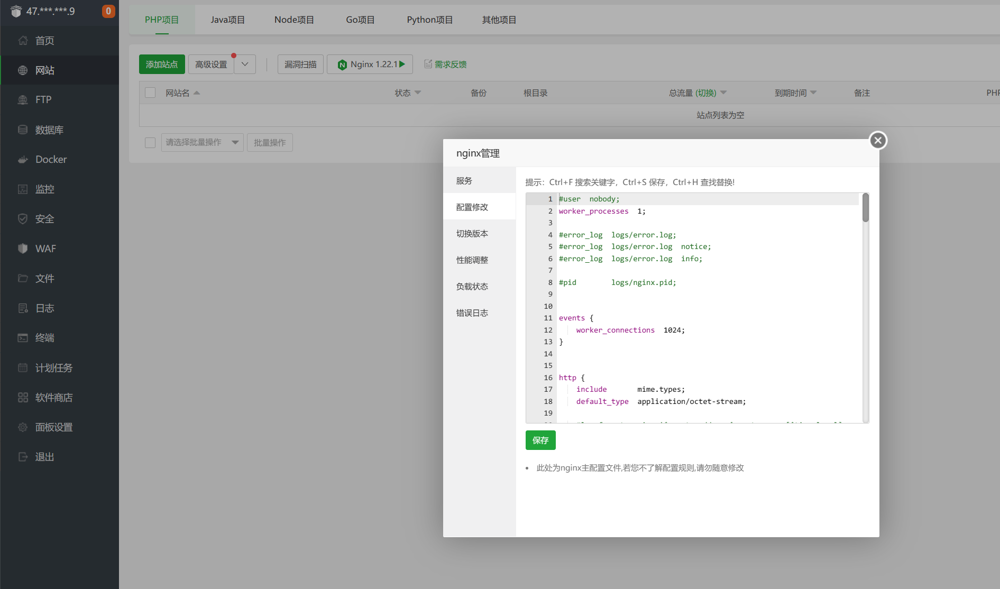 47.***.***.9
0
首页
网站
FTP
数据库
Docker
监控
安全
WAF
文件
日志
终端
计划任务
软件商店
面板设置
退出
PHP项目 Java项目 Node项目 Go项目 Python项目 其他项目
添加站点 高级设置 漏洞扫描 Nginx 1.22.1 需求反馈
网站名 状态 备份 根目录 总流量 (切换) 到期时间 备注 PHP
站点列表为空
请选择批量操作 批量操作
nginx管理
服务
配置修改
切换版本
性能调整
负载状态
错误日志
提示：Ctrl+F 搜索关键字，Ctrl+S 保存，Ctrl+H 查找替换!
1 #user  nobody;
2 worker_processes  1;
3
4 #error_log  logs/error.log;
5 #error_log  logs/error.log  notice;
6 #error_log  logs/error.log  info;
7
8 #pid        logs/nginx.pid;
9
10
11 events {
12     worker_connections  1024;
13 }
14
15
16 http {
17     include       mime.types;
18     default_type  application/octet-stream;
19
保存
• 此处为nginx主配置文件,若您不了解配置规则,请勿随意修改